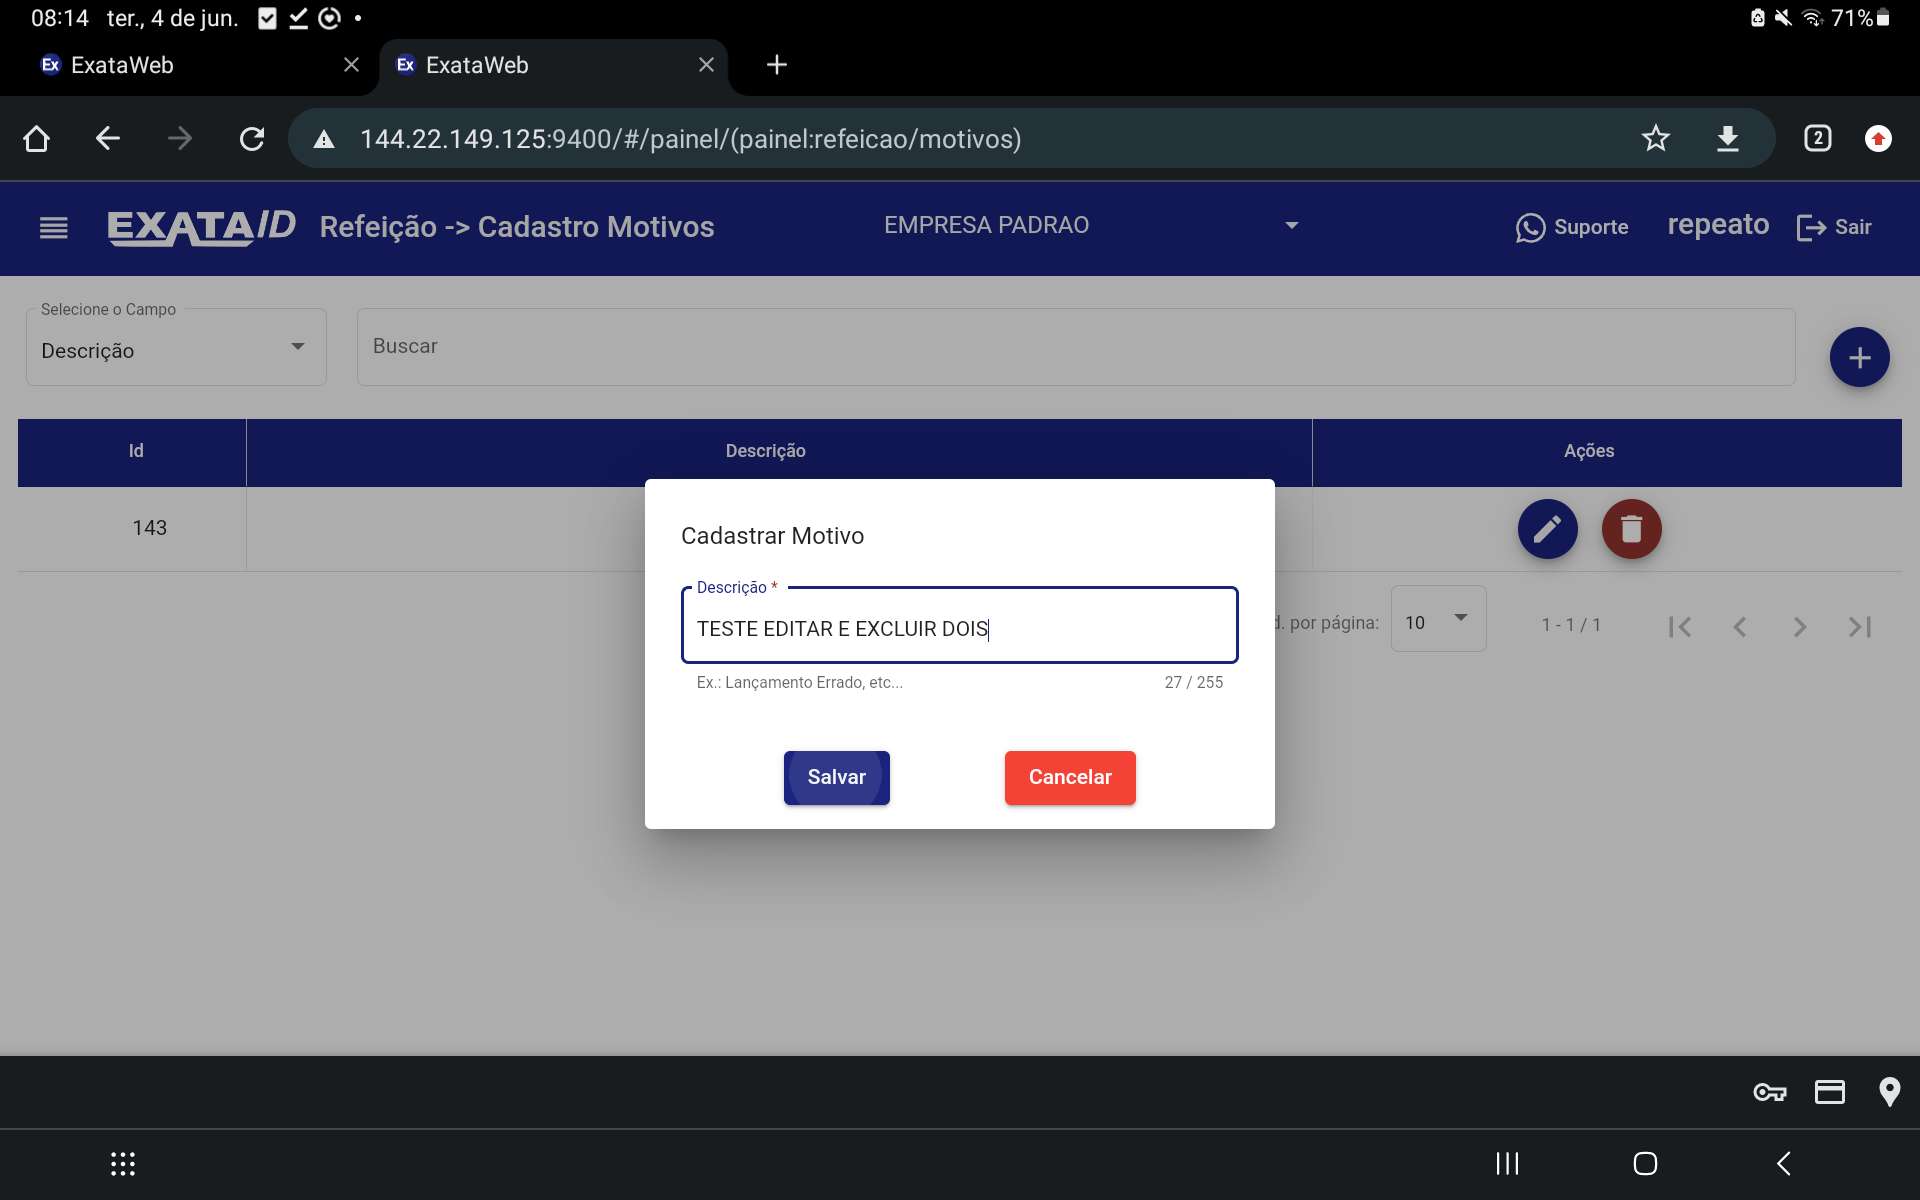 08:14 ter., 4 de jun. 71%
Ex ExataWeb
Ex ExataWeb
144.22.149.125:9400/#/painel/(painel:refeicao/motivos)
2
EXATAID Refeição -> Cadastro Motivos EMPRESA PADRAO Suporte repeato Sair
Selecione o Campo
Descrição
Buscar
Id Descrição Ações
143
Cadastrar Motivo
Descrição *
TESTE EDITAR E EXCLUIR DOIS
Ex.: Lançamento Errado, etc... 27 / 255
Salvar Cancelar
d. por página: 10 1 - 1 / 1